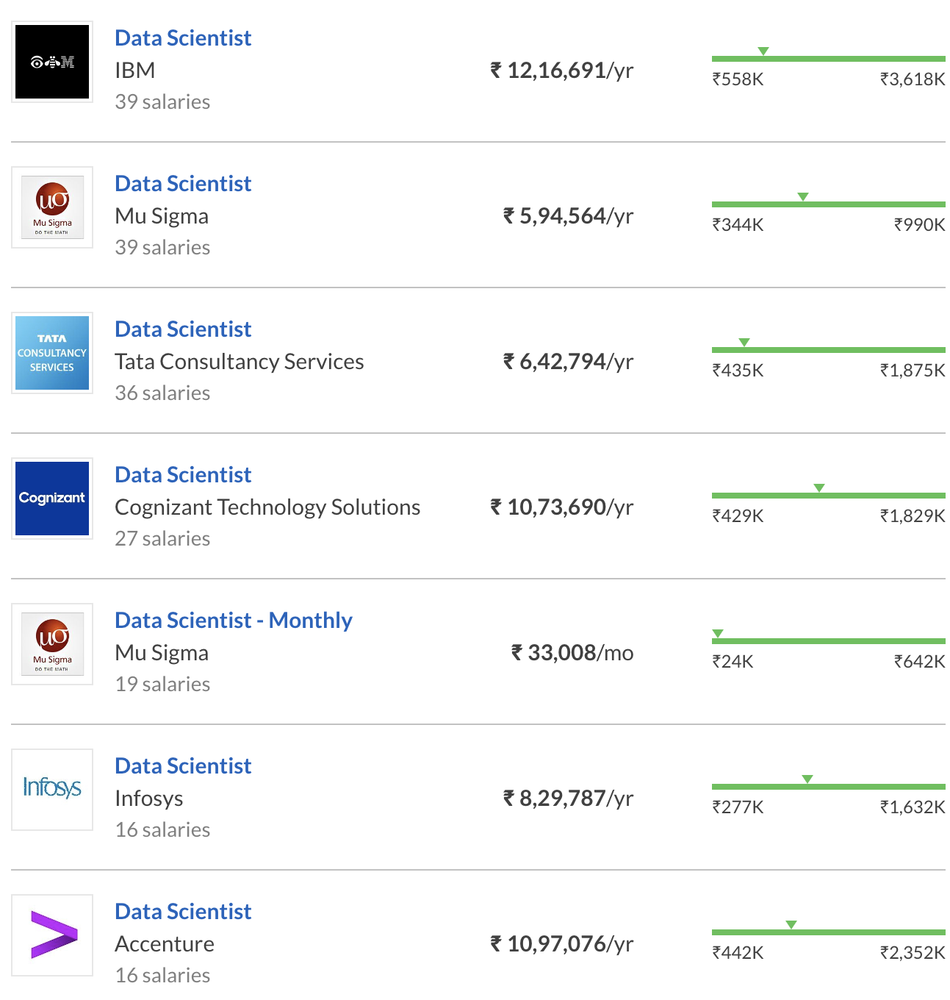 Data Scientist
IBM
39 salaries
₹ 12,16,691/yr
₹558K
₹3,618K
Mu Sigma
DO THE MATH
Data Scientist
Mu Sigma
39 salaries
₹ 5,94,564/yr
₹344K
₹990K
TATA
CONSULTANCY
SERVICES
Data Scientist
Tata Consultancy Services
36 salaries
₹ 6,42,794/yr
₹435K
₹1,875K
Cognizant
Data Scientist
Cognizant Technology Solutions
27 salaries
₹ 10,73,690/yr
₹429K
₹1,829K
μσ
Mu Sigma
DO THE MATH
Data Scientist - Monthly
Mu Sigma
19 salaries
₹ 33,008/mo
₹24K
₹642K
Infosys
Data Scientist
Infosys
16 salaries
₹ 8,29,787/yr
₹277K
₹1,632K
Data Scientist
Accenture
16 salaries
₹ 10,97,076/yr
₹442K
₹2,352K